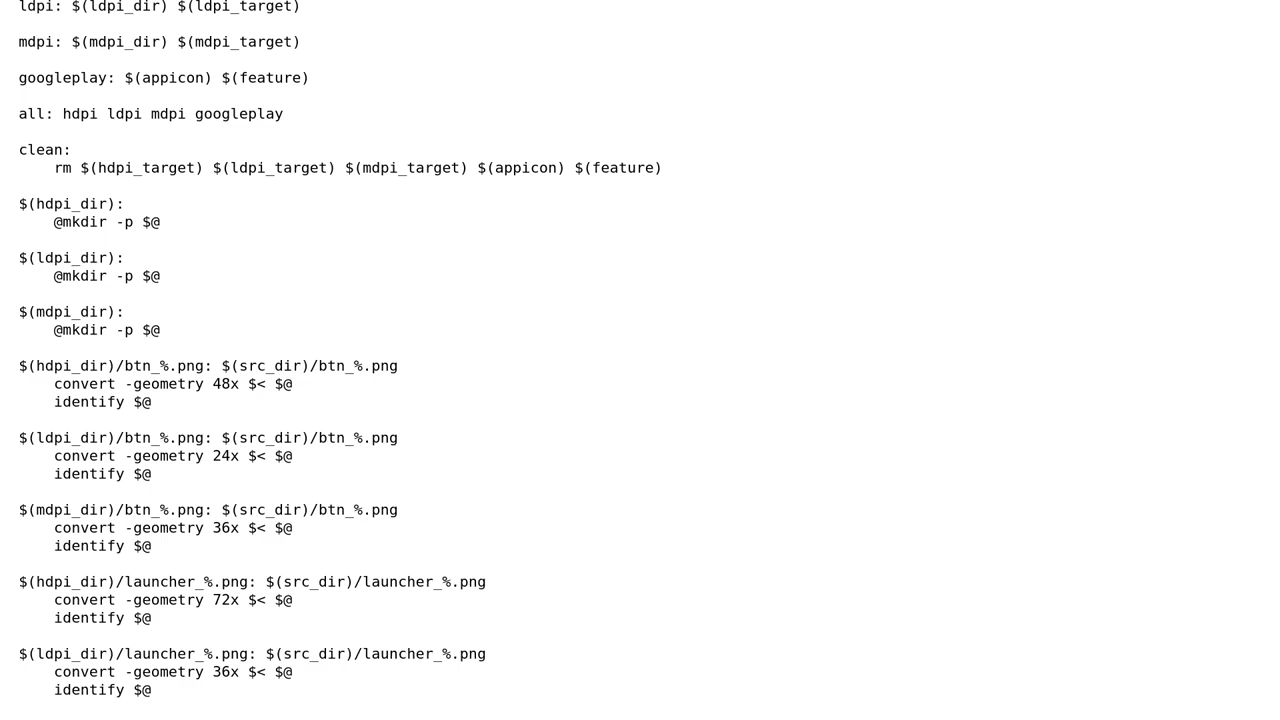 ldpi: $(ldpi_dir) $(ldpi_target)

mdpi: $(mdpi_dir) $(mdpi_target)

googleplay: $(appicon) $(feature)

all: hdpi ldpi mdpi googleplay

clean:
    rm $(hdpi_target) $(ldpi_target) $(mdpi_target) $(appicon) $(feature)

$(hdpi_dir):
    @mkdir -p $@

$(ldpi_dir):
    @mkdir -p $@

$(mdpi_dir):
    @mkdir -p $@

$(hdpi_dir)/btn_%.png: $(src_dir)/btn_%.png
    convert -geometry 48x $< $@
    identify $@

$(ldpi_dir)/btn_%.png: $(src_dir)/btn_%.png
    convert -geometry 24x $< $@
    identify $@

$(mdpi_dir)/btn_%.png: $(src_dir)/btn_%.png
    convert -geometry 36x $< $@
    identify $@

$(hdpi_dir)/launcher_%.png: $(src_dir)/launcher_%.png
    convert -geometry 72x $< $@
    identify $@

$(ldpi_dir)/launcher_%.png: $(src_dir)/launcher_%.png
    convert -geometry 36x $< $@
    identify $@